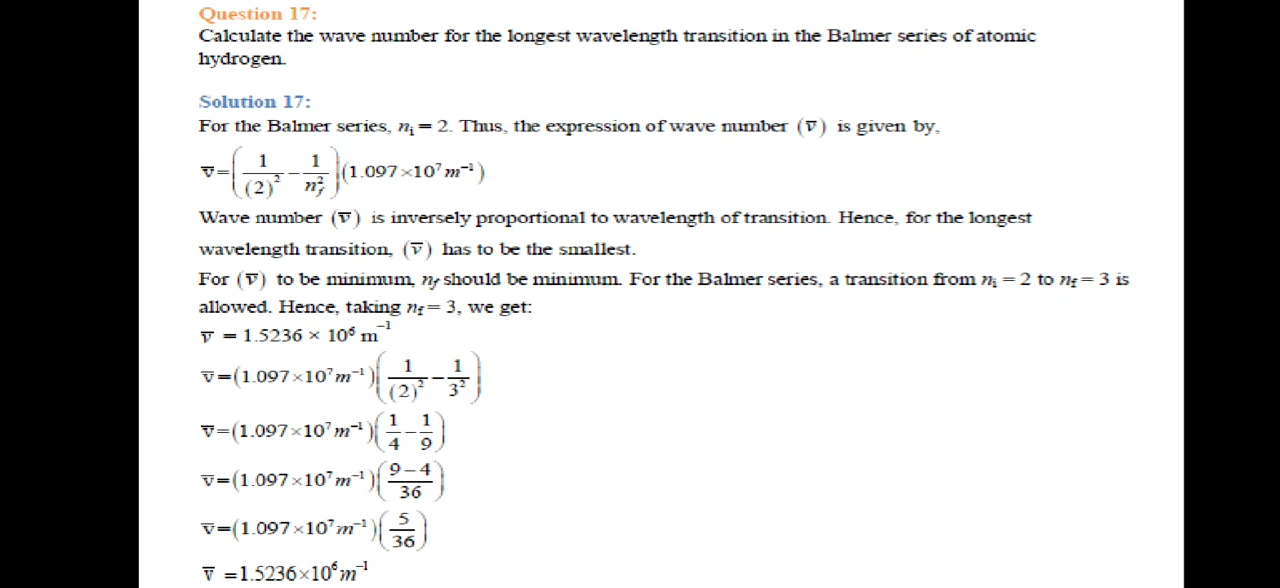 Question 17:
Calculate the wave number for the longest wavelength transition in the Balmer series of atomic
hydrogen.
Solution 17:
For the Balmer series, nᵢ = 2. Thus, the expression of wave number (ν̅) is given by,
ν̅=(1/(2)² − 1/n_f²)(1.097×10⁷ m⁻¹)
Wave number (ν̅) is inversely proportional to wavelength of transition. Hence, for the longest
wavelength transition, (ν̅) has to be the smallest.
For (ν̅) to be minimum, n_f should be minimum. For the Balmer series, a transition from nᵢ = 2 to n_f = 3 is
allowed. Hence, taking n_f = 3, we get:
ν̅ = 1.5236 × 10⁶ m⁻¹
ν̅=(1.097×10⁷ m⁻¹)(1/(2)² − 1/3²)
ν̅=(1.097×10⁷ m⁻¹)(1/4 − 1/9)
ν̅=(1.097×10⁷ m⁻¹)((9−4)/36)
ν̅=(1.097×10⁷ m⁻¹)(5/36)
ν̅ =1.5236×10⁶ m⁻¹